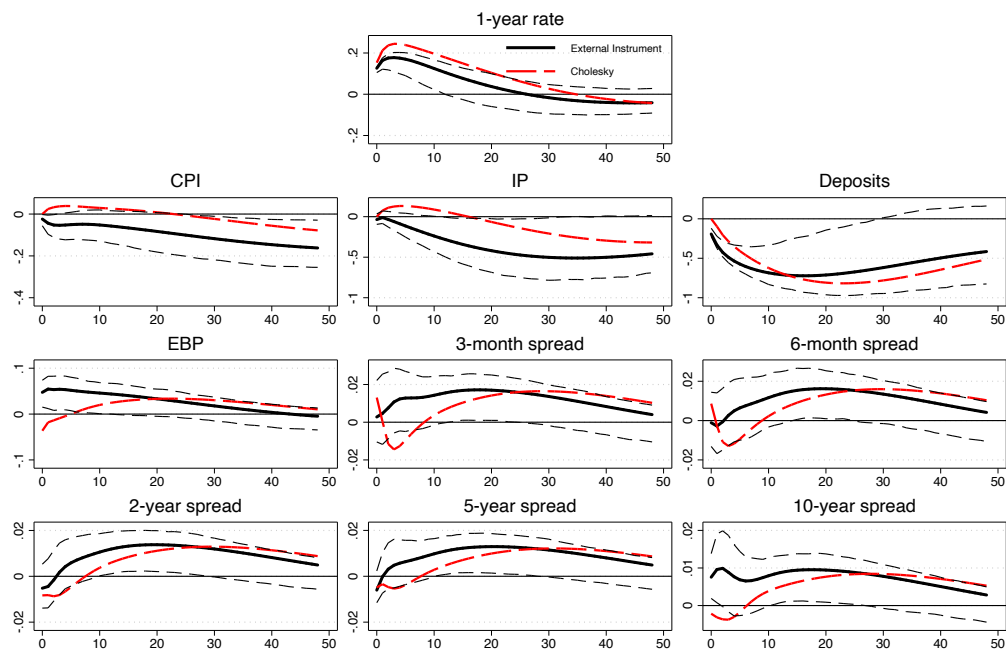 1-year rate
.2
0
-.2
External Instrument
Cholesky
0 10 20 30 40 50
CPI
IP
Deposits
0
-.2
-.4
0 10 20 30 40 50
0
-.5
-1
0 10 20 30 40 50
0
-.5
-1
0 10 20 30 40 50
EBP
3-month spread
6-month spread
.1
0
-.1
0 10 20 30 40 50
.02
0
-.02
0 10 20 30 40 50
.02
0
-.02
0 10 20 30 40 50
2-year spread
5-year spread
10-year spread
.02
0
-.02
0 10 20 30 40 50
.02
0
-.02
0 10 20 30 40 50
.02
.01
0
0 10 20 30 40 50